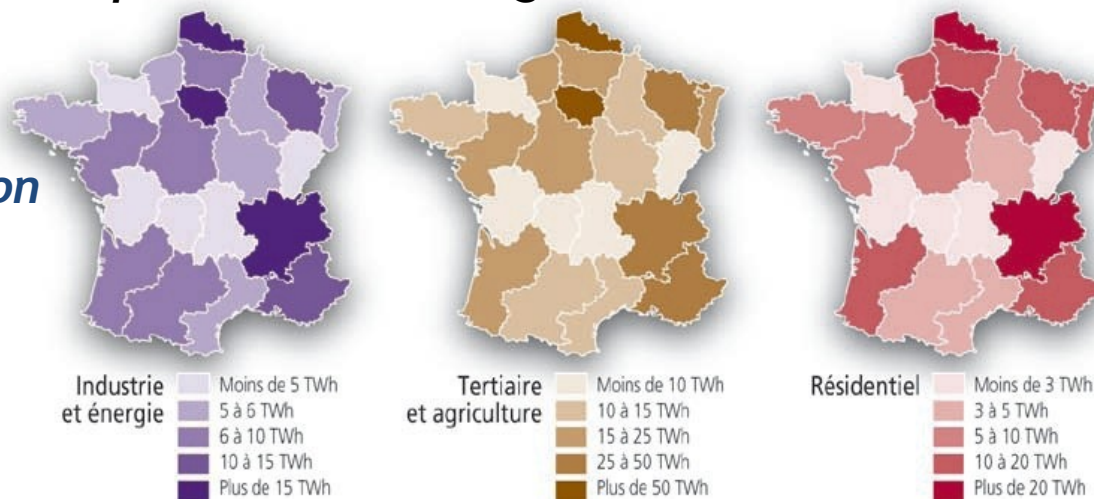 on
Industrie
et énergie
Moins de 5 TWh
5 à 6 TWh
6 à 10 TWh
10 à 15 TWh
Plus de 15 TWh
Tertiaire
et agriculture
Moins de 10 TWh
10 à 15 TWh
15 à 25 TWh
25 à 50 TWh
Plus de 50 TWh
Résidentiel
Moins de 3 TWh
3 à 5 TWh
5 à 10 TWh
10 à 20 TWh
Plus de 20 TWh